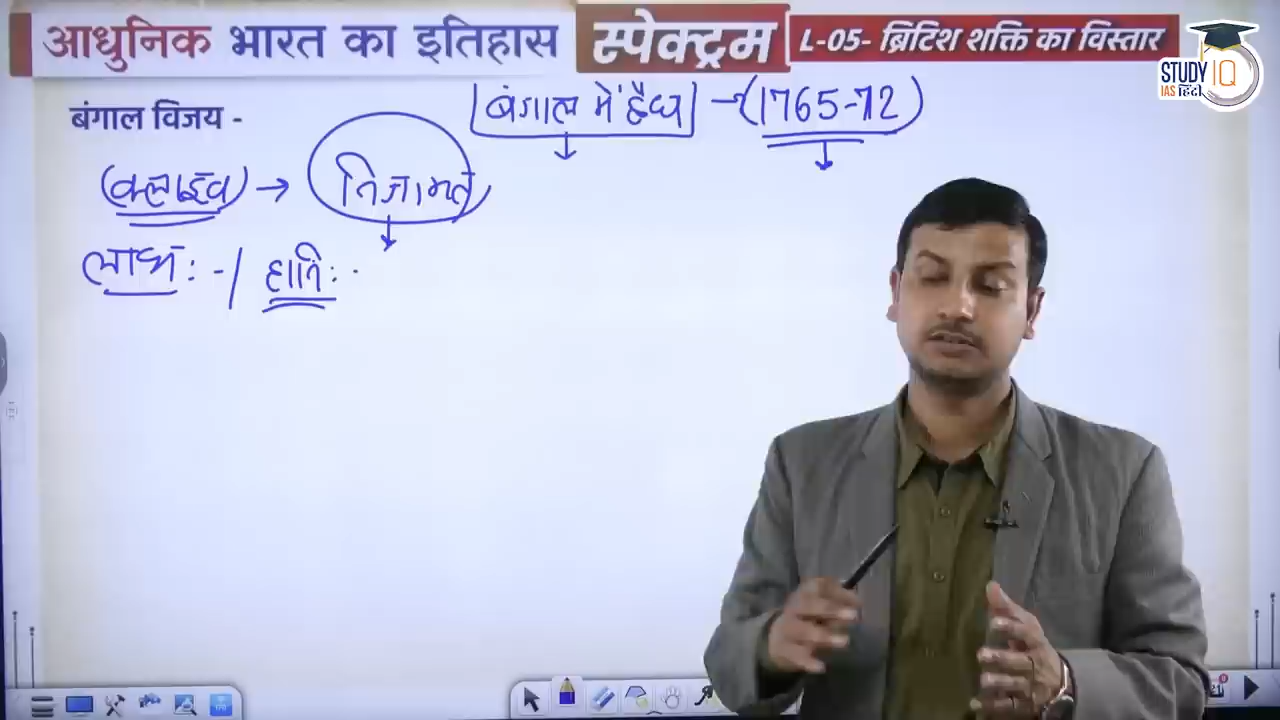 आधुनिक भारत का इतिहास स्पेक्ट्रम L-05- ब्रिटिश शक्ति का विस्तार
STUDY IQ
IAS हिंदी
बंगाल विजय -
बंगाल में द्वैध → (1765-72)
(क्लाइव) → निजामत
लाभ: - / हानि: -